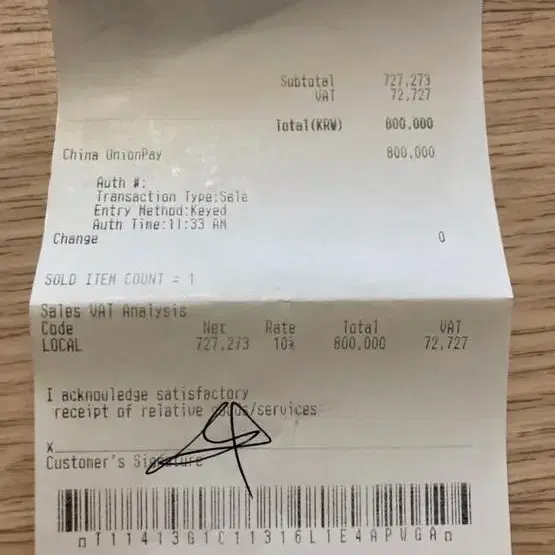 Subtotal 727,273
VAT 72,727
Total(KRW) 800,000
China UnionPay 800,000
Auth #:
Transaction Type:Sale
Entry Method:Keyed
Auth Time:11:33 AM
Change 0
SOLD ITEM COUNT = 1
Sales VAT Analysis
Code Net Rate Total VAT
LOCAL 727,273 10% 800,000 72,727
I acknowledge satisfactory
receipt of relative goods/services
x
Customer's Signature
T11413G1C11316L1E4APWGA